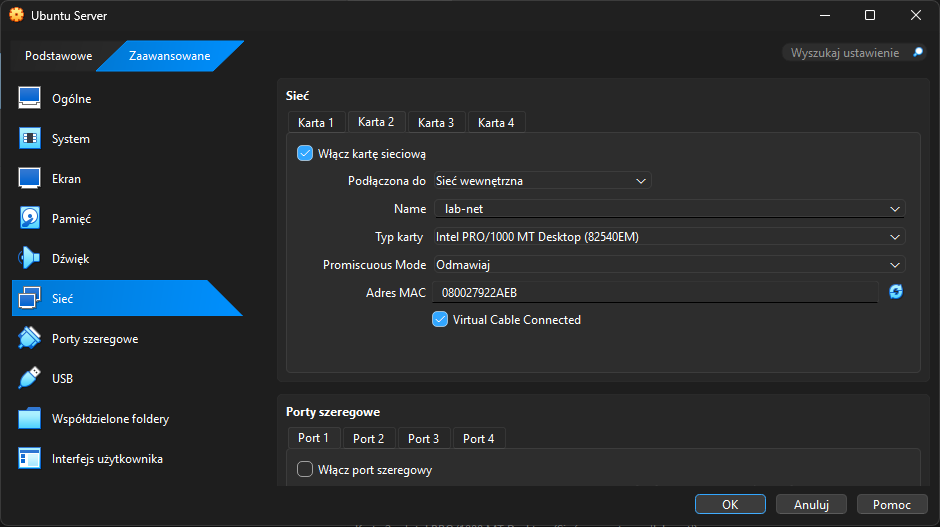 Ubuntu Server
Podstawowe Zaawansowane Wyszukaj ustawienie
Ogólne
System
Ekran
Pamięć
Dźwięk
Sieć
Porty szeregowe
USB
Współdzielone foldery
Interfejs użytkownika
Sieć
Karta 1 Karta 2 Karta 3 Karta 4
Włącz kartę sieciową
Podłączona do Sieć wewnętrzna
Name lab-net
Typ karty Intel PRO/1000 MT Desktop (82540EM)
Promiscuous Mode Odmawiaj
Adres MAC 080027922AEB
Virtual Cable Connected
Porty szeregowe
Port 1 Port 2 Port 3 Port 4
Włącz port szeregowy
OK Anuluj Pomoc